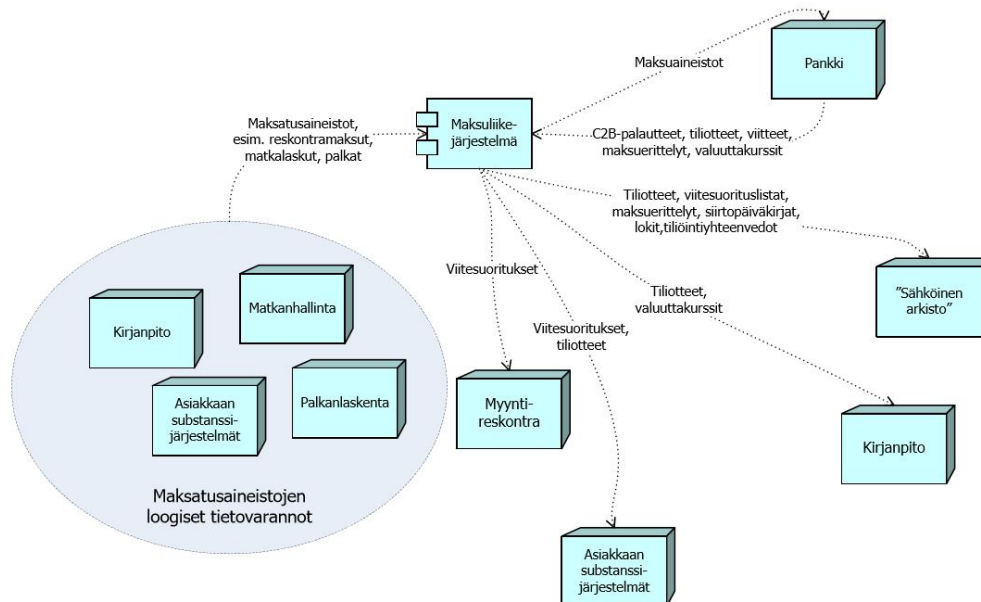 Pankki
Maksuaineistot
Maksuliike-
järjestelmä
C2B-palautteet, tiliotteet, viitteet,
maksuerittelyt, valuuttakurssit
Maksatusaineistot,
esim. reskontramaksut,
matkalaskut, palkat
Tiliotteet, viitesuorituslistat,
maksuerittelyt, siirtopäiväkirjat,
lokit,tiliöintiyhteenvedot
Viitesuoritukset
Tiliotteet,
valuuttakurssit
"Sähköinen
arkisto"
Matkanhallinta
Kirjanpito
Viitesuoritukset,
tiliotteet
Palkanlaskenta
Asiakkaan
substanssi-
järjestelmät
Myynti-
reskontra
Kirjanpito
Maksatusaineistojen
loogiset tietovarannot
Asiakkaan
substanssi-
järjestelmät